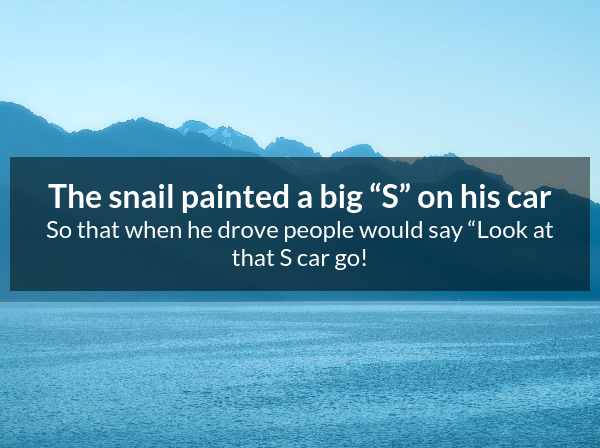 The snail painted a big “S” on his car
So that when he drove people would say “Look at
that S car go!